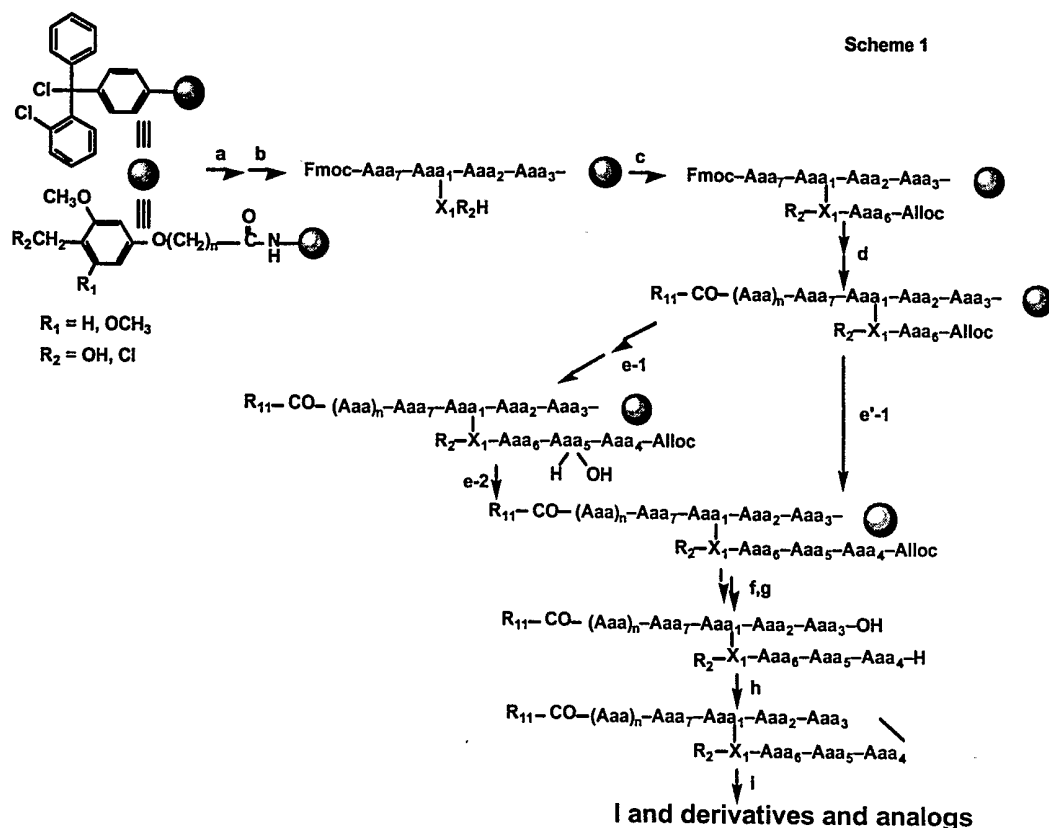 Scheme 1
Cl
Cl
a b
Fmoc–Aaa₇–Aaa₁–Aaa₂–Aaa₃–
X₁R₂H
c
Fmoc–Aaa₇–Aaa₁–Aaa₂–Aaa₃–
R₂–X₁–Aaa₆–Alloc
d
CH₃O
R₂CH₂
O(CH₂)ₙ
O
C–N
H
R₁
R₁ = H, OCH₃
R₂ = OH, Cl
R₁₁–CO–(Aaa)ₙ–Aaa₇–Aaa₁–Aaa₂–Aaa₃–
R₂–X₁–Aaa₆–Alloc
e-1
e'-1
R₁₁–CO–(Aaa)ₙ–Aaa₇–Aaa₁–Aaa₂–Aaa₃–
R₂–X₁–Aaa₆–Aaa₅–Aaa₄–Alloc
H OH
e-2
R₁₁–CO–(Aaa)ₙ–Aaa₇–Aaa₁–Aaa₂–Aaa₃–
R₂–X₁–Aaa₆–Aaa₅–Aaa₄–Alloc
f,g
R₁₁–CO–(Aaa)ₙ–Aaa₇–Aaa₁–Aaa₂–Aaa₃–OH
R₂–X₁–Aaa₆–Aaa₅–Aaa₄–H
h
R₁₁–CO–(Aaa)ₙ–Aaa₇–Aaa₁–Aaa₂–Aaa₃
R₂–X₁–Aaa₆–Aaa₅–Aaa₄
i
I and derivatives and analogs